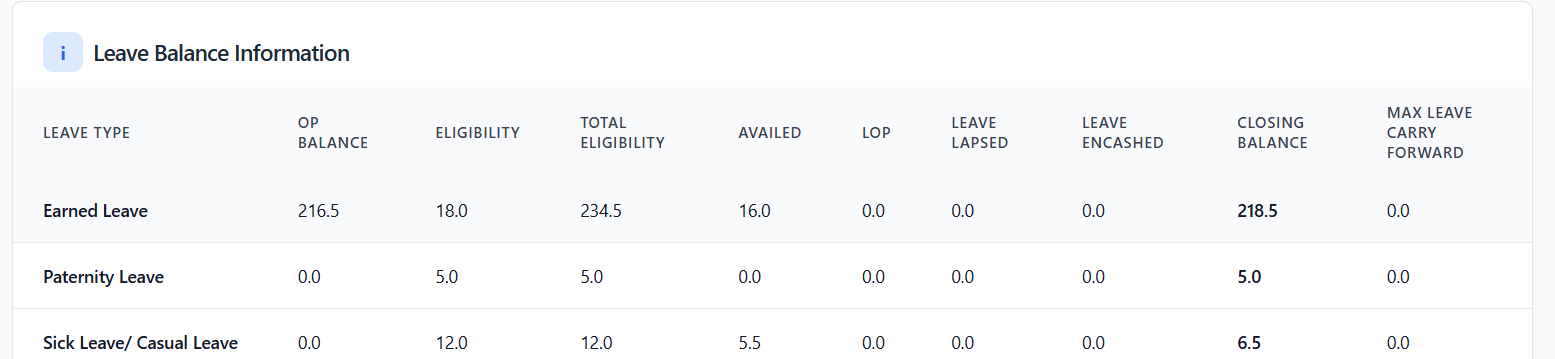 i Leave Balance Information
LEAVE TYPE OP BALANCE ELIGIBILITY TOTAL ELIGIBILITY AVAILED LOP LEAVE LAPSED LEAVE ENCASHED CLOSING BALANCE MAX LEAVE CARRY FORWARD
Earned Leave 216.5 18.0 234.5 16.0 0.0 0.0 0.0 218.5 0.0
Paternity Leave 0.0 5.0 5.0 0.0 0.0 0.0 0.0 5.0 0.0
Sick Leave/ Casual Leave 0.0 12.0 12.0 5.5 0.0 0.0 0.0 6.5 0.0